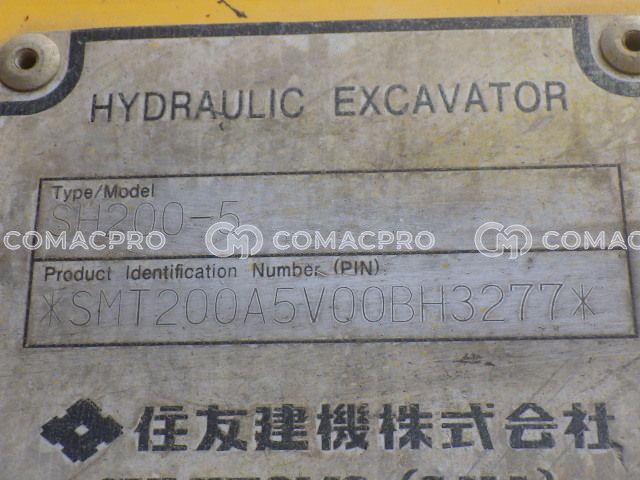 HYDRAULIC EXCAVATOR
Type/Model
SH200-5
COMACPRO COMACPRO COMACPRO
Product Identification Number (PIN)
*SMT200A5V00BH3277*
住友建機株式会社